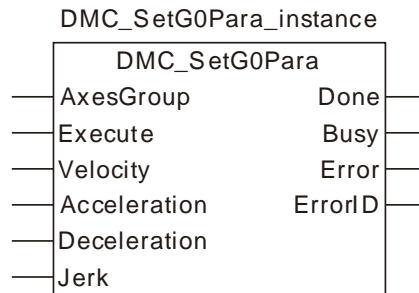 DMC_SetG0Para_instance
DMC_SetG0Para
AxesGroup Done
Execute Busy
Velocity Error
Acceleration ErrorID
Deceleration
Jerk